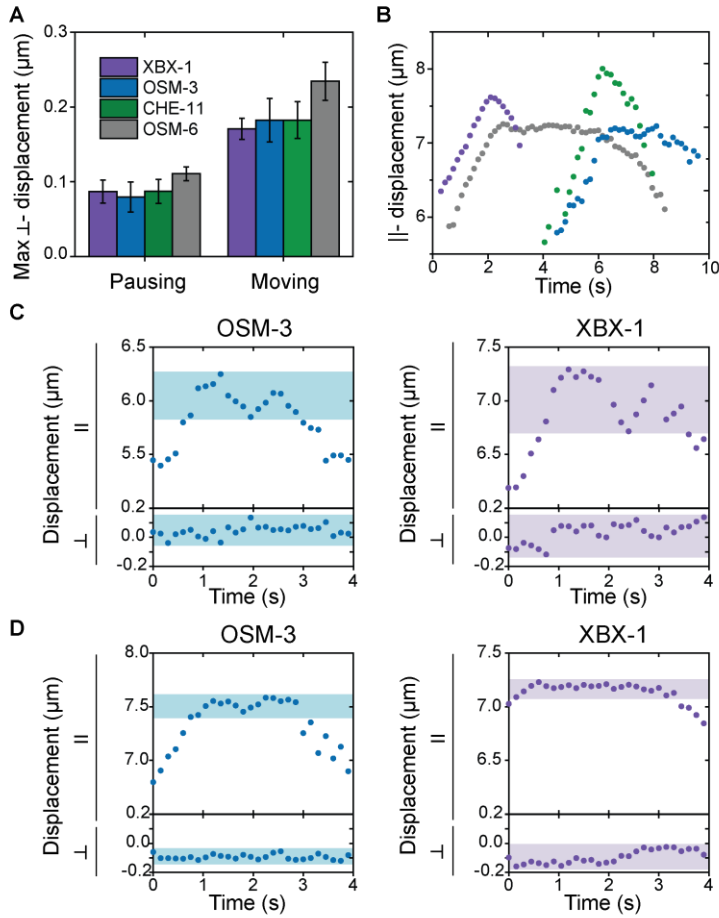 A
Max ⊥- displacement (µm)
0.3
0.2
0.1
0.0
XBX-1
OSM-3
CHE-11
OSM-6
Pausing
Moving
B
||- displacement (µm)
8
7
6
0
2
4
6
8
10
Time (s)
C
OSM-3
Displacement (µm)
||
⊥
6.5
6.0
5.5
0.2
0.0
-0.2
0
1
2
3
4
Time (s)
XBX-1
Displacement (µm)
||
⊥
7.5
7.0
6.5
0.2
0.0
-0.2
0
1
2
3
4
Time (s)
D
OSM-3
Displacement (µm)
||
⊥
8.0
7.5
7.0
0.2
0.0
-0.2
0
1
2
3
4
Time (s)
XBX-1
Displacement (µm)
||
⊥
7.5
7.0
6.5
0.2
0.0
-0.2
0
1
2
3
4
Time (s)